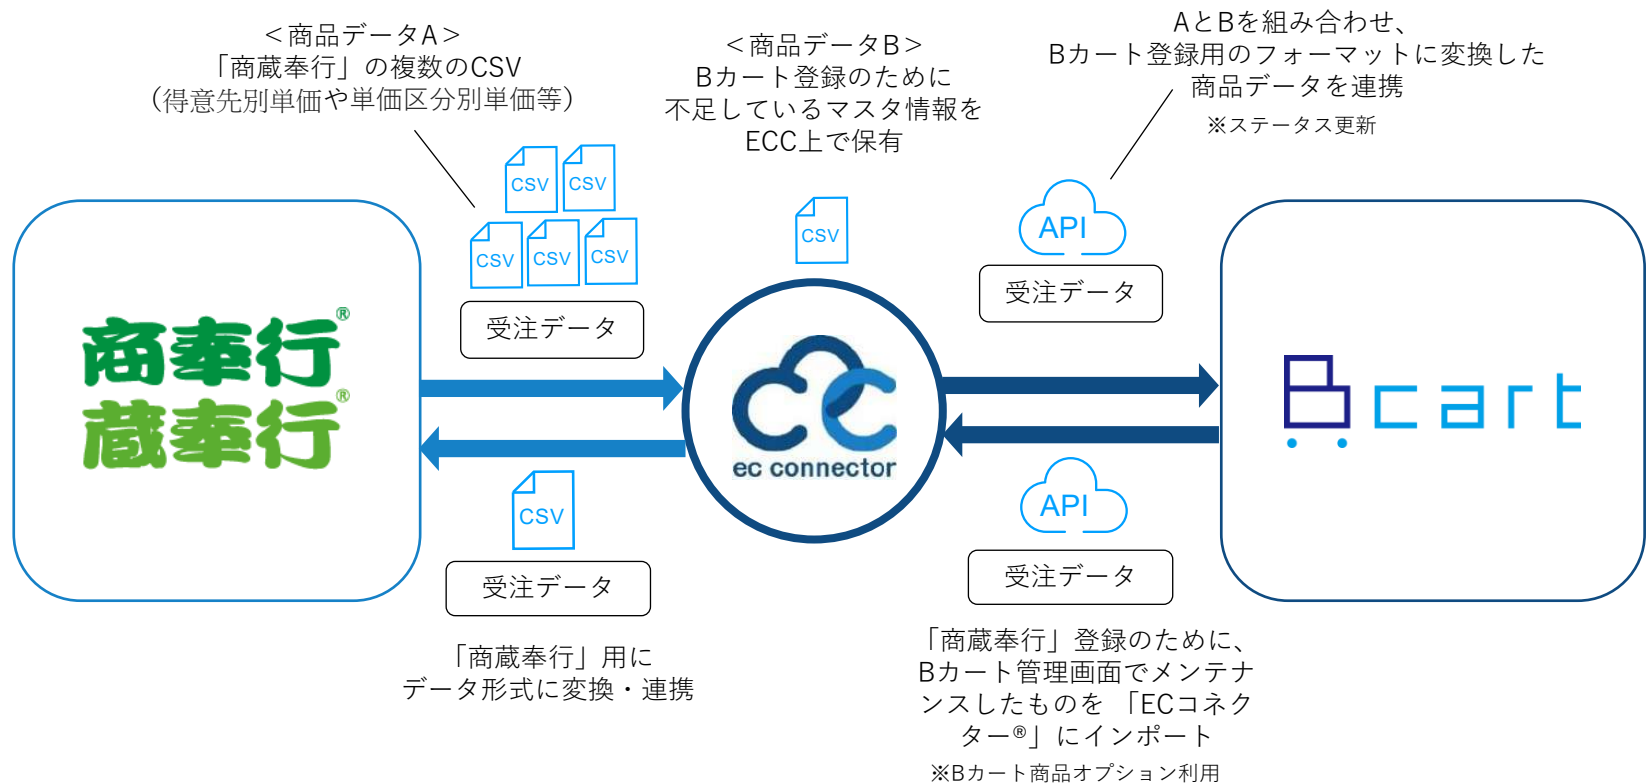 ＜商品データA＞
「商蔵奉行」の複数のCSV
（得意先別単価や単価区分別単価等）
＜商品データB＞
Bカート登録のために
不足しているマスタ情報を
ECC上で保有
AとBを組み合わせ、
Bカート登録用のフォーマットに変換した
商品データを連携
※ステータス更新
CSV
CSV
CSV
CSV
CSV
受注データ
CSV
API
受注データ
商奉行®
蔵奉行®
ec connector
Bcart
CSV
受注データ
「商蔵奉行」用に
データ形式に変換・連携
API
受注データ
「商蔵奉行」登録のために、
Bカート管理画面でメンテナ
ンスしたものを 「ECコネク
ター®」にインポート
※Bカート商品オプション利用